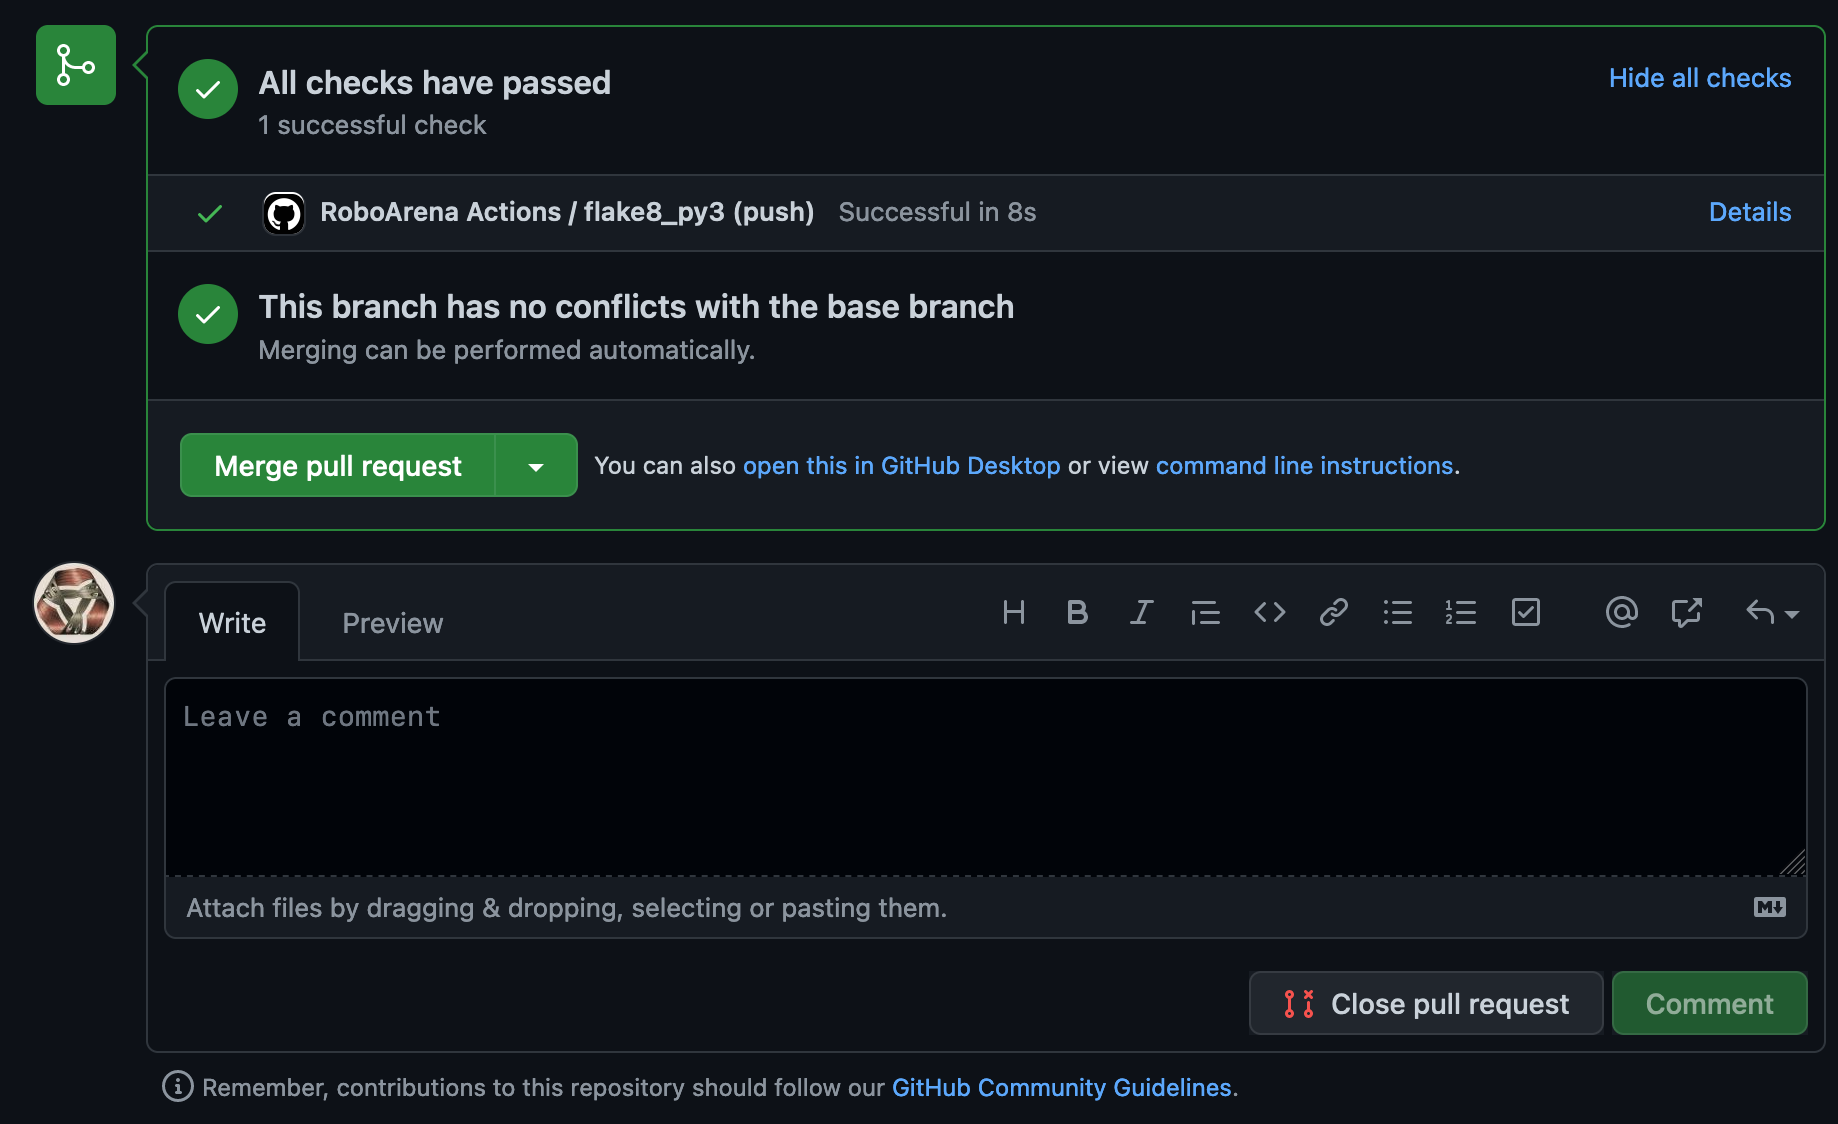 All checks have passed
Hide all checks
1 successful check
RoboArena Actions / flake8_py3 (push) Successful in 8s
Details
This branch has no conflicts with the base branch
Merging can be performed automatically.
Merge pull request
You can also open this in GitHub Desktop or view command line instructions.
Write
Preview
Leave a comment
Attach files by dragging & dropping, selecting or pasting them.
Close pull request
Comment
Remember, contributions to this repository should follow our GitHub Community Guidelines.